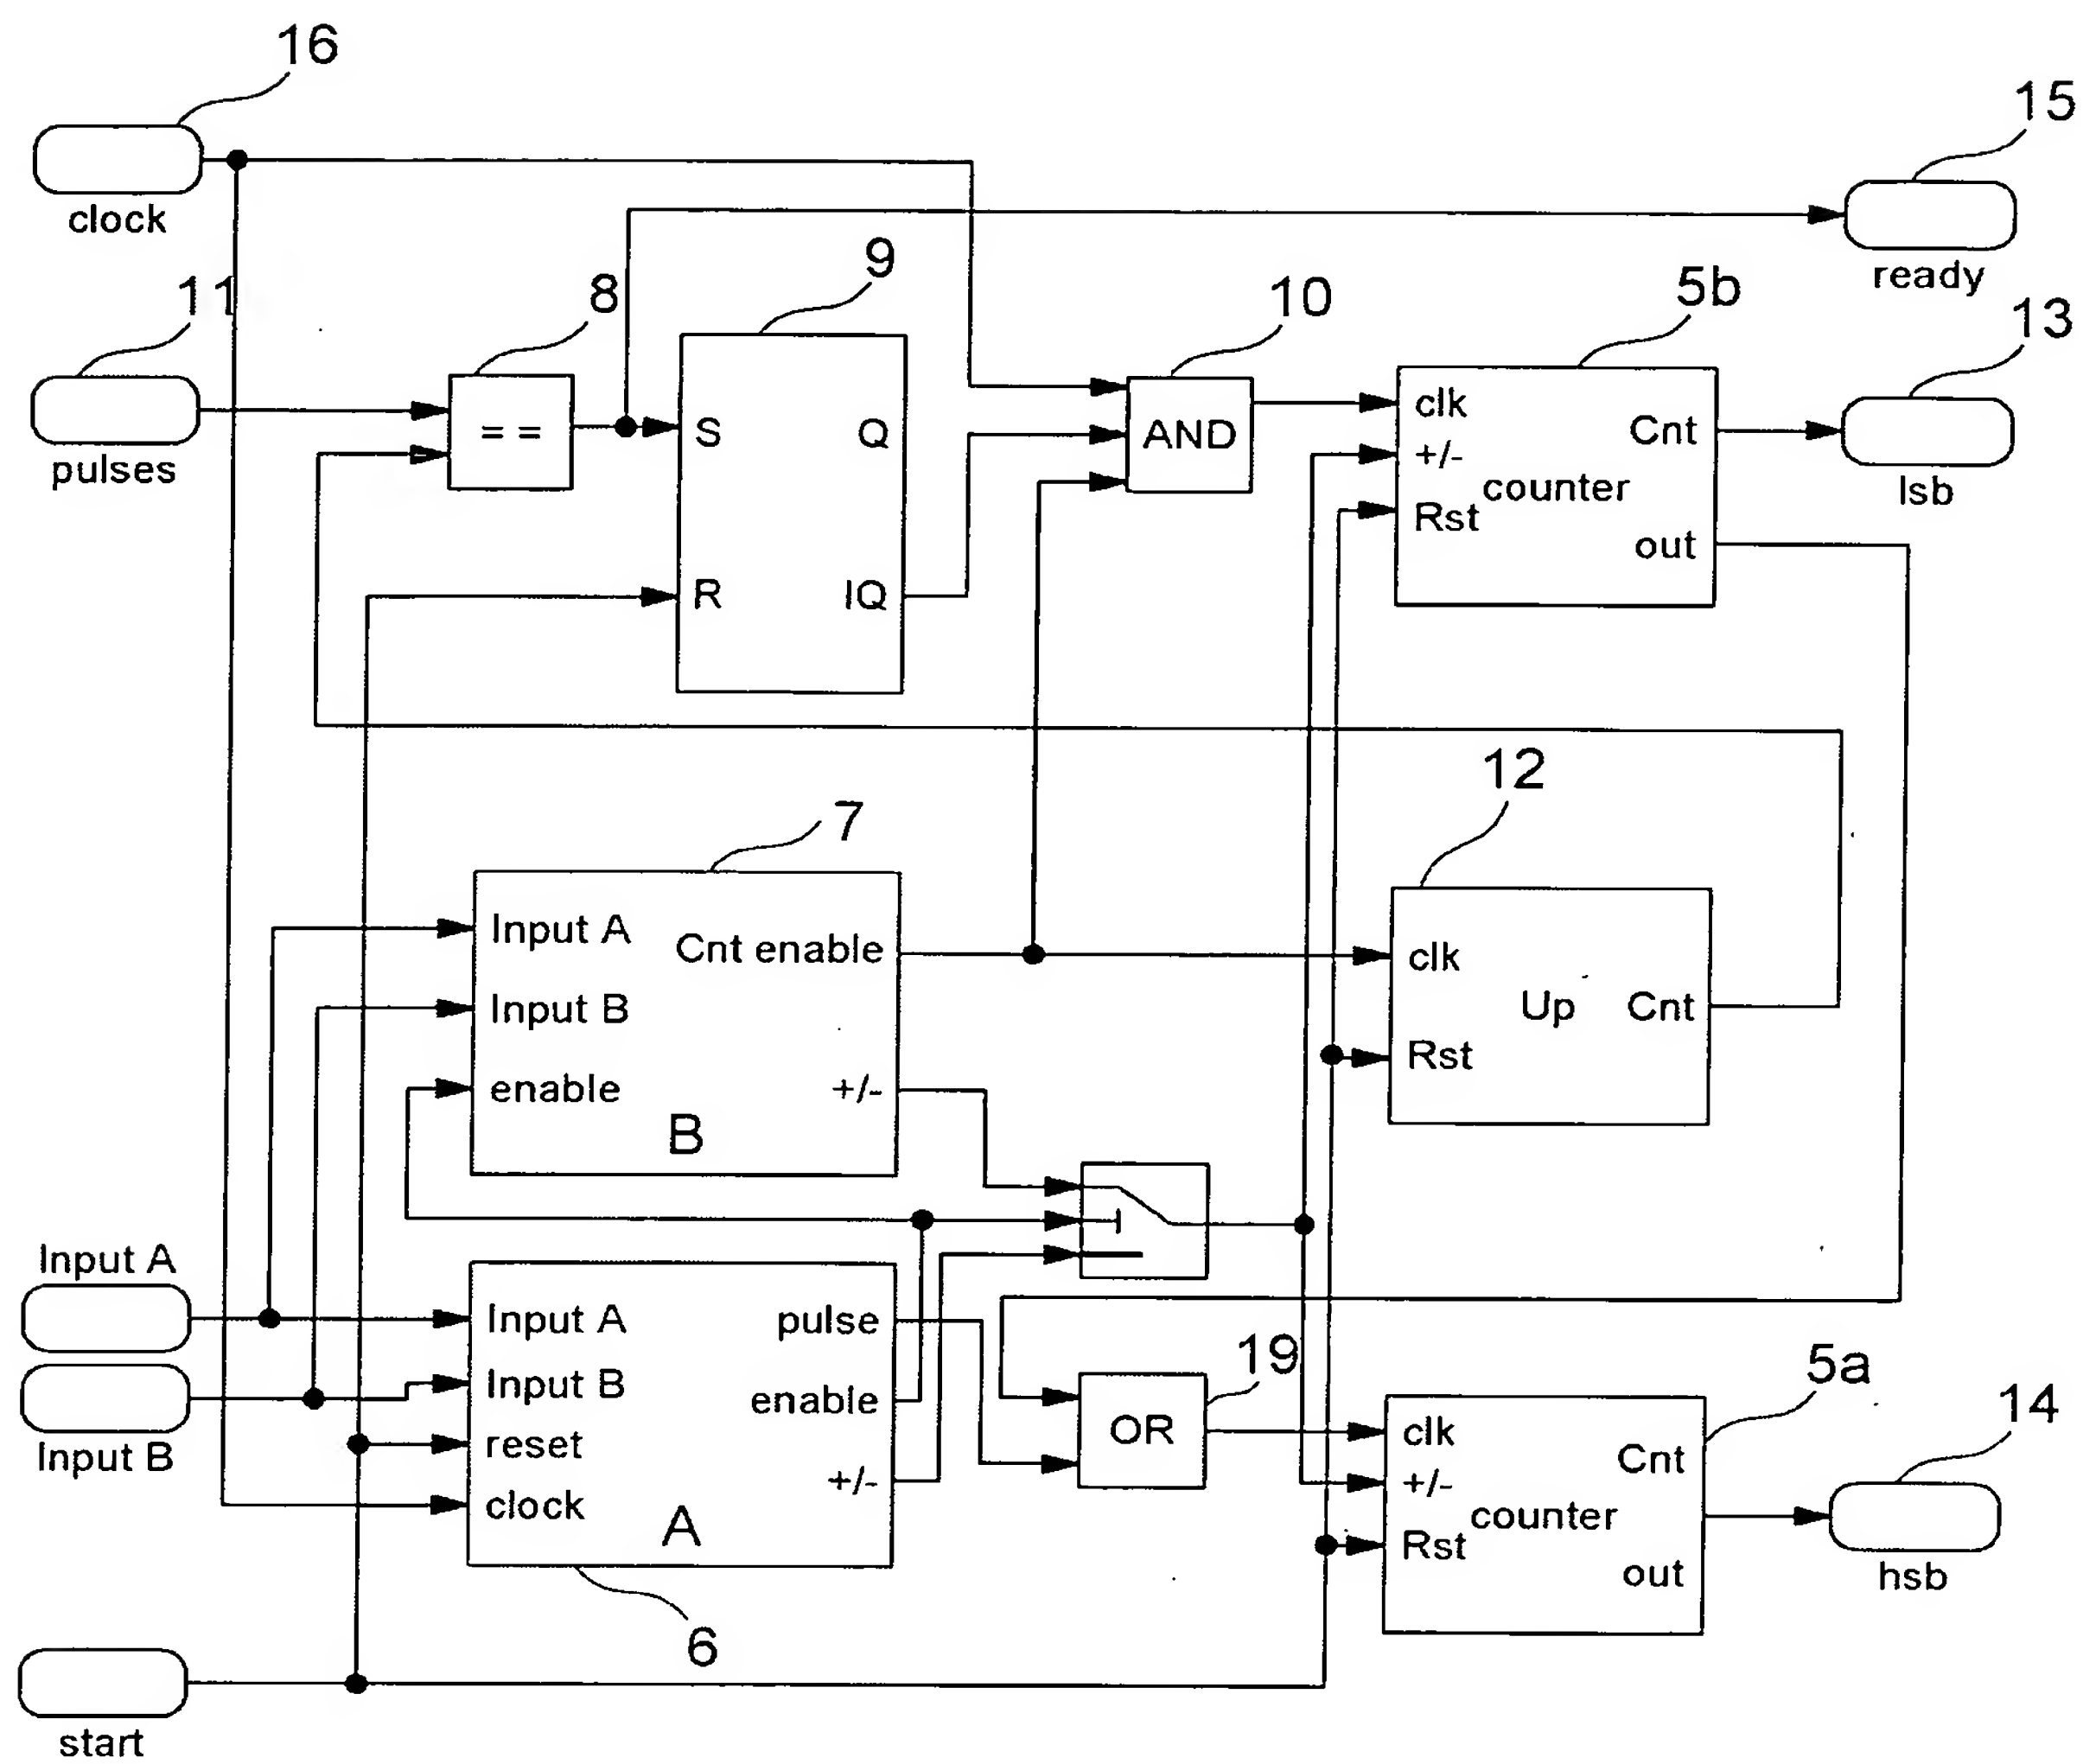 16
clock
15
ready
11
pulses
8
= =
9
S
Q
R
IQ
10
AND
5b
clk
+/-
Rst
counter
Cnt
out
13
lsb
7
Input A
Input B
enable
Cnt enable
+/-
B
12
clk
Rst
Up
Cnt
Input A
Input B
Input A
Input B
reset
clock
pulse
enable
+/-
A
6
19
OR
5a
clk
+/-
Rst
counter
Cnt
out
14
hsb
start